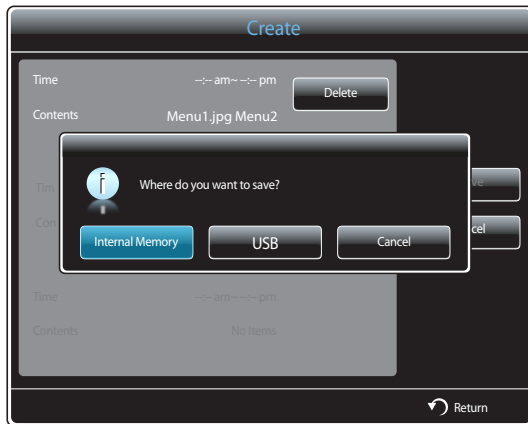 Create
Time --:-- am~ --:-- pm
Delete
Contents Menu1.jpg Menu2
Where do you want to save?
Internal Memory USB Cancel
Time --:-- am~ --:-- pm
Contents No Items
Return